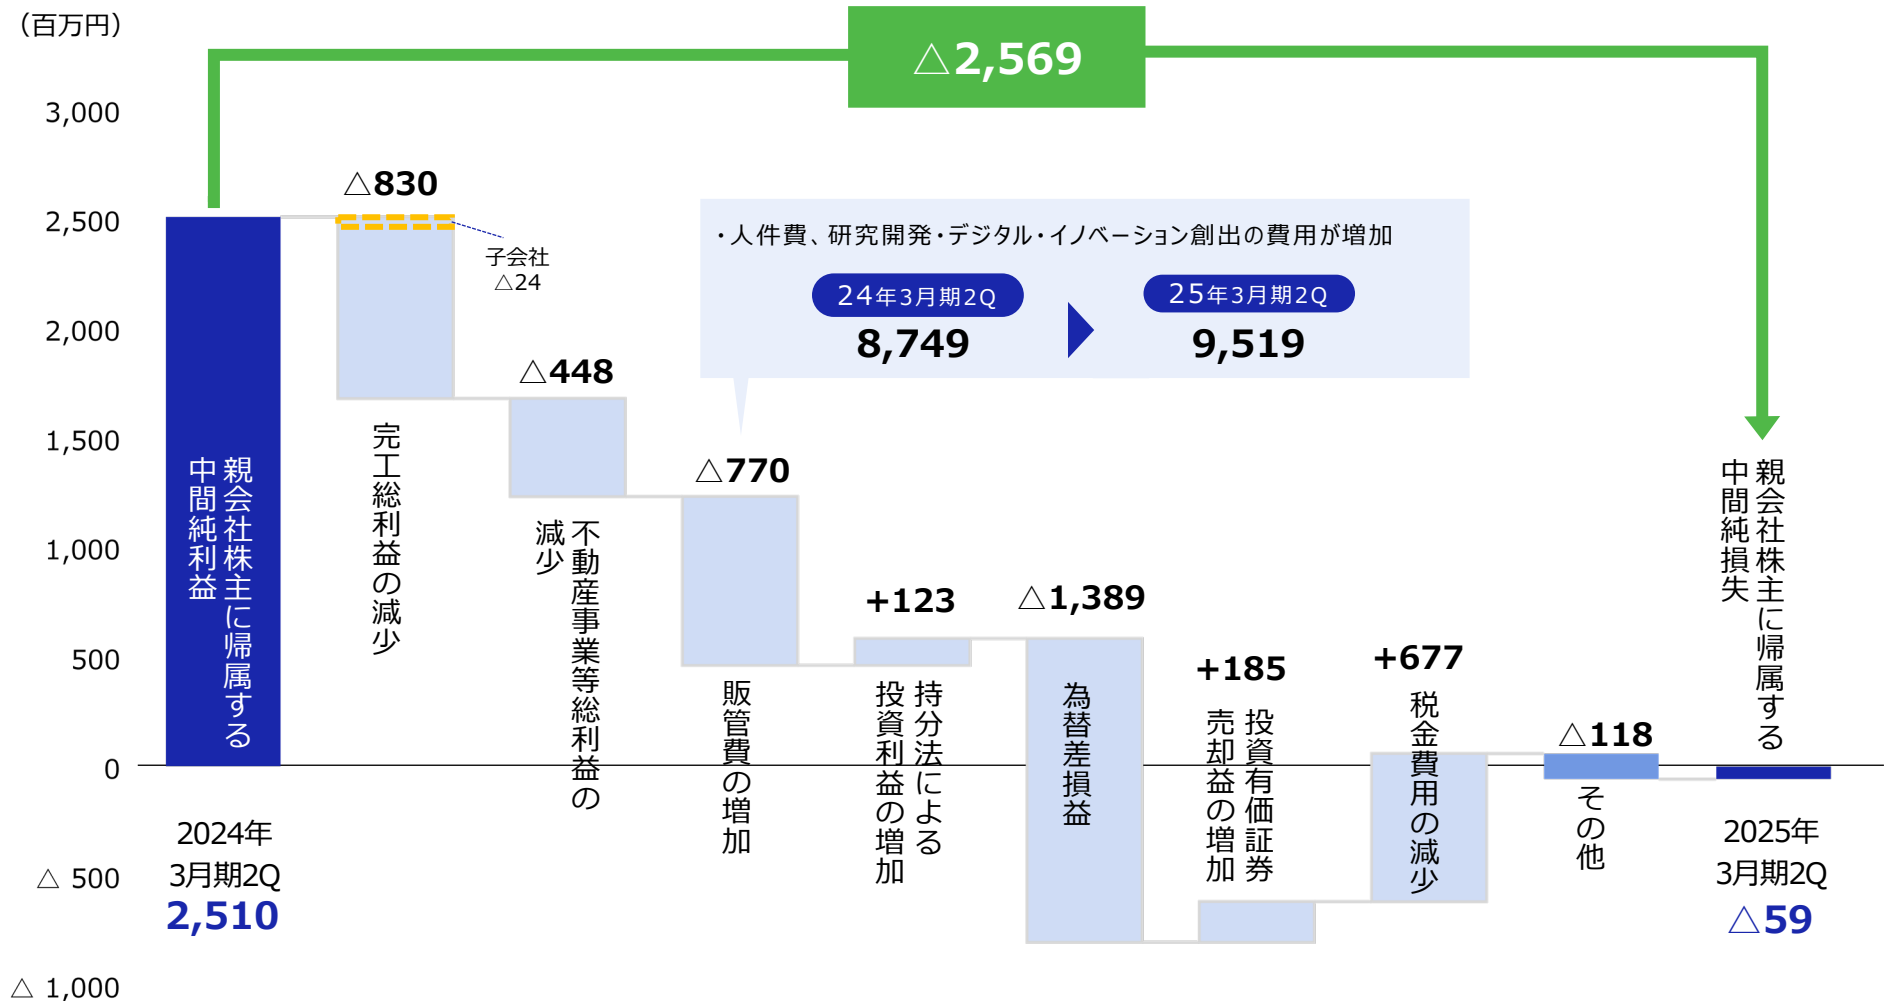 （百万円）
△2,569
3,000
2,500
2,000
1,500
1,000
500
0
△ 500
△ 1,000
親会社株主に帰属する
中間純利益
2024年
3月期2Q
2,510
△830
子会社
△24
完工総利益の減少
△448
不動産事業等総利益の
減少
・人件費、研究開発・デジタル・イノベーション創出の費用が増加
24年3月期2Q
8,749
25年3月期2Q
9,519
△770
販管費の増加
+123
持分法による
投資利益の増加
△1,389
為替差損益
+185
投資有価証券
売却益の増加
+677
税金費用の減少
△118
その他
親会社株主に帰属する
中間純損失
2025年
3月期2Q
△59